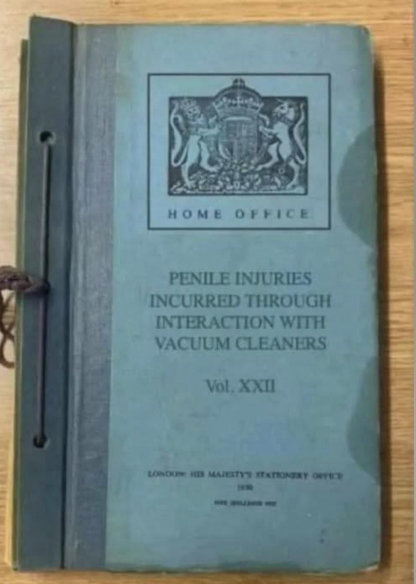 HOME OFFICE
PENILE INJURIES
INCURRED THROUGH
INTERACTION WITH
VACUUM CLEANERS
Vol. XXII
LONDON: HIS MAJESTY'S STATIONERY OFFICE